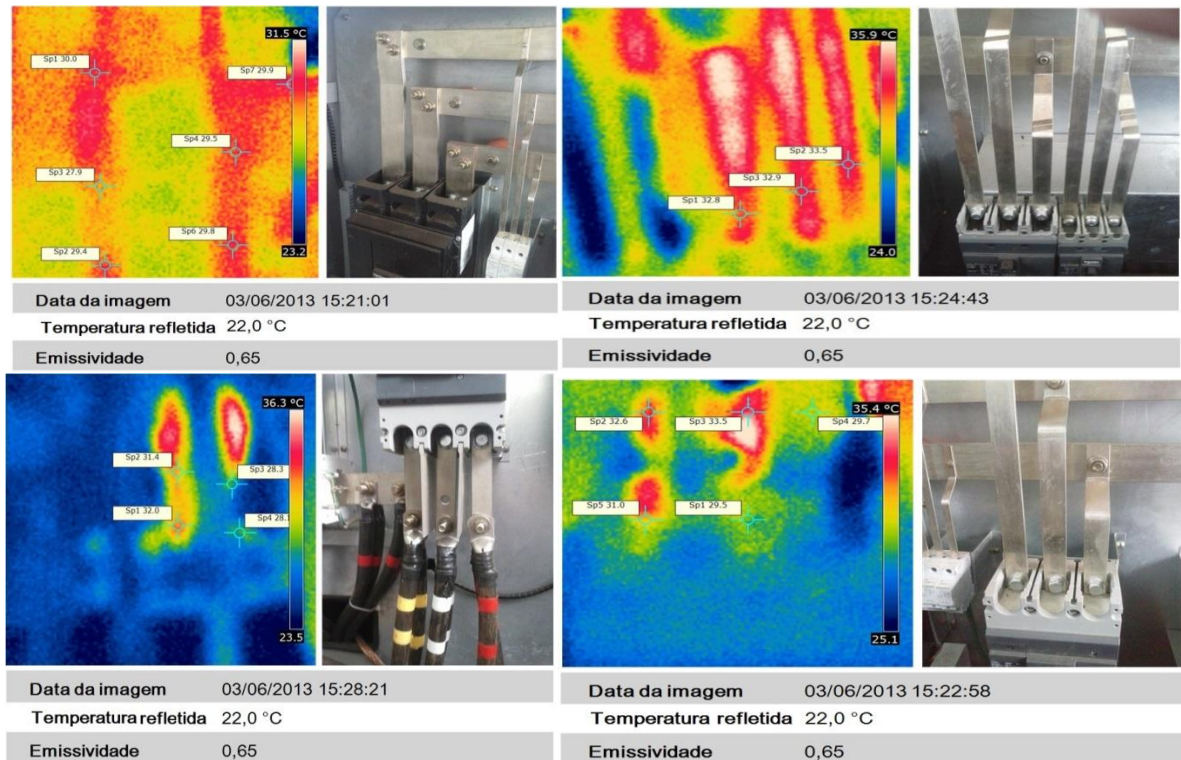 31.5 °C
Sp1 30.0
Sp7 29.9
Sp4 29.5
Sp3 27.9
Sp6 29.8
Sp2 29.4
23.2
35.9 °C
Sp2 33.5
Sp3 32.9
Sp1 32.8
24.0
Data da imagem 03/06/2013 15:21:01
Temperatura refletida 22,0 °C
Emissividade 0,65
Data da imagem 03/06/2013 15:24:43
Temperatura refletida 22,0 °C
Emissividade 0,65
36.3 °C
Sp2 31.4
Sp3 28.3
Sp1 32.0
Sp4 28.
23.5
35.4 °C
Sp2 32.6
Sp3 33.5
Sp4 29.7
Sp5 31.0
Sp1 29.5
25.1
Data da imagem 03/06/2013 15:28:21
Temperatura refletida 22,0 °C
Emissividade 0,65
Data da imagem 03/06/2013 15:22:58
Temperatura refletida 22,0 °C
Emissividade 0,65